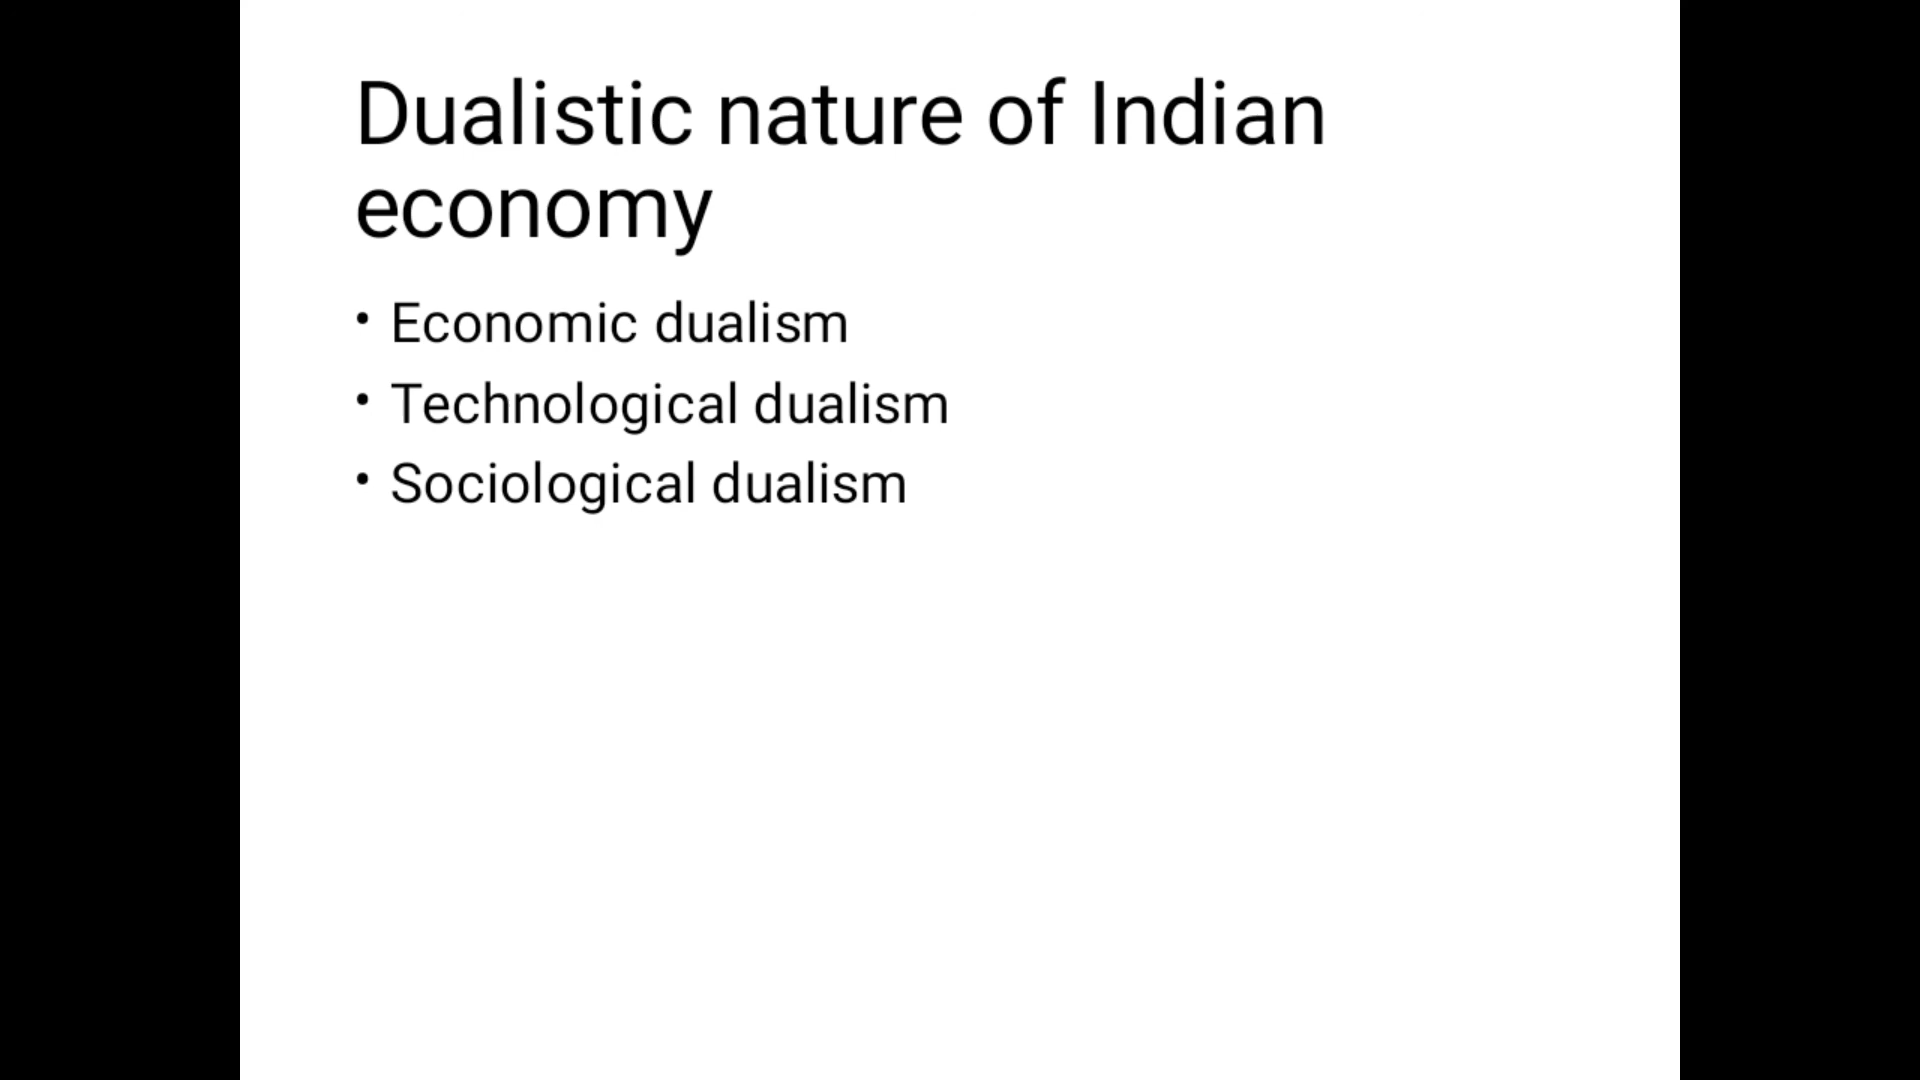 Dualistic nature of Indian
economy
• Economic dualism
• Technological dualism
• Sociological dualism